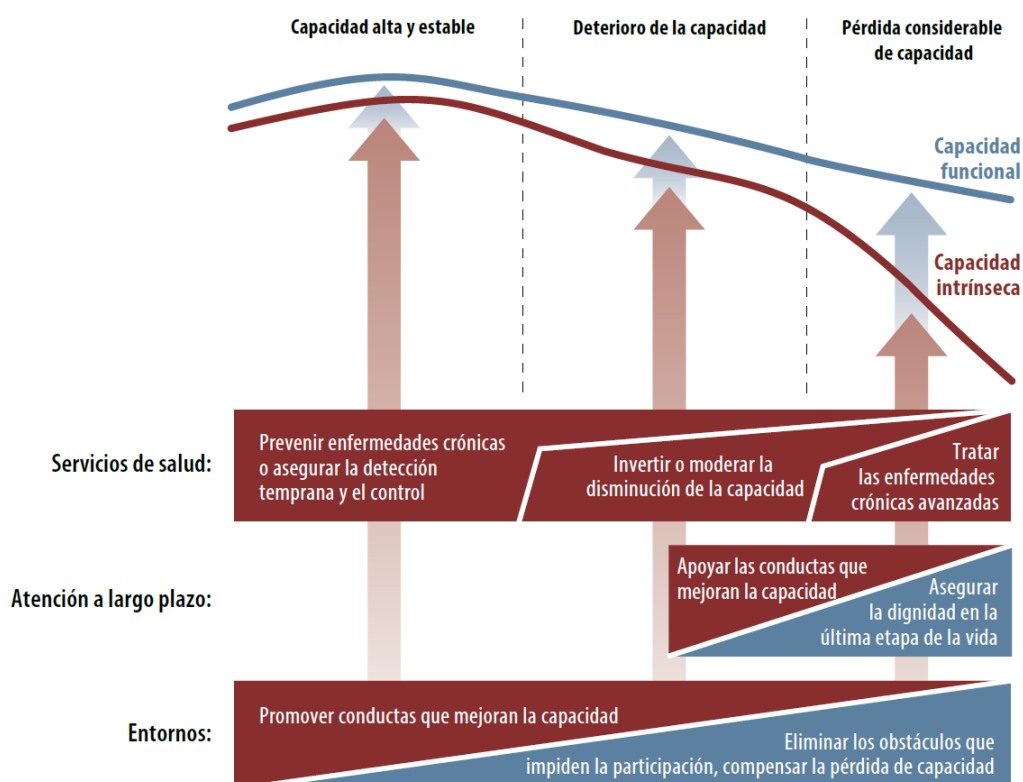 Capacidad alta y estable
Deterioro de la capacidad
Pérdida considerable
de capacidad
Capacidad
funcional
Capacidad
intrínseca
Servicios de salud:
Prevenir enfermedades crónicas
o asegurar la detección
temprana y el control
Invertir o moderar la
disminución de la capacidad
Tratar
las enfermedades
crónicas avanzadas
Atención a largo plazo:
Apoyar las conductas que
mejoran la capacidad
Asegurar
la dignidad en la
última etapa de la vida
Entornos:
Promover conductas que mejoran la capacidad
Eliminar los obstáculos que
impiden la participación, compensar la pérdida de capacidad